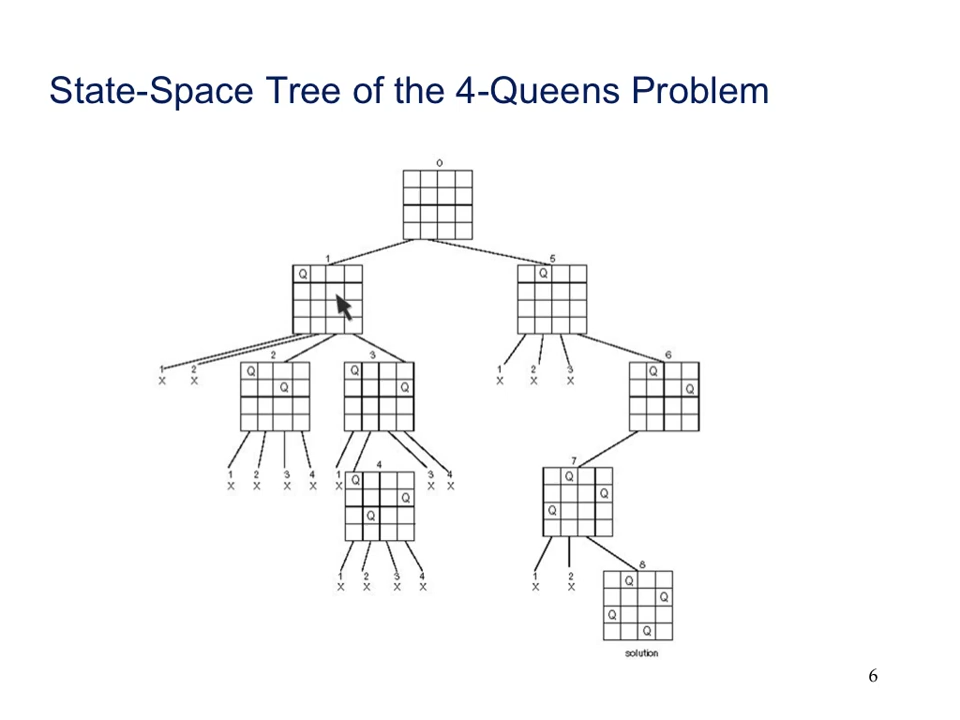 State-Space Tree of the 4-Queens Problem
0
1 5
Q Q
2 3 6
1 2 1 2 3
X X X X X
Q Q Q
Q Q Q
4 7
1 2 3 4 1 3 4
X X X X X X X
Q Q
Q Q
Q Q
8
1 2 3 4 1 2
X X X X X X
Q
Q
Q
Q
solution
6